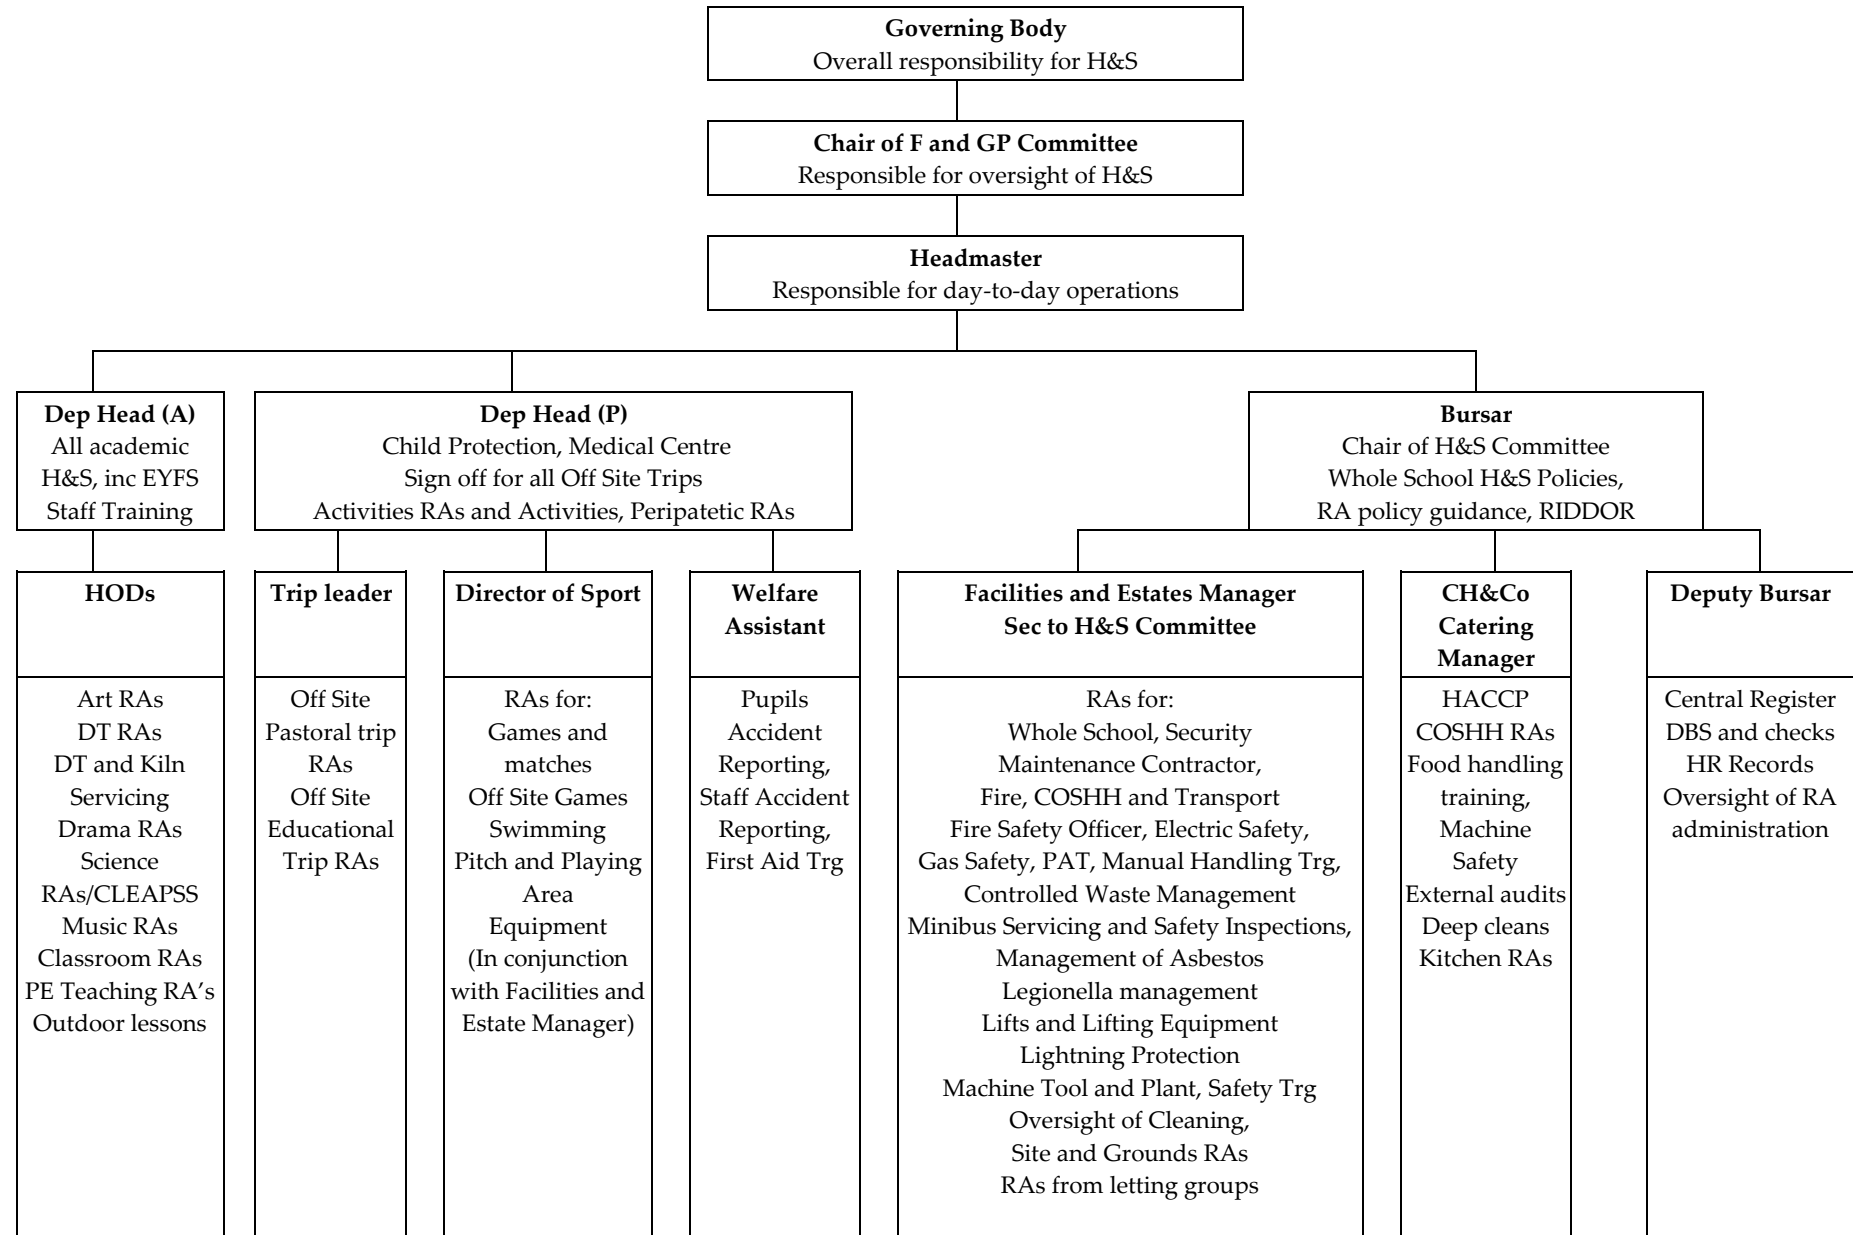 Governing Body
Overall responsibility for H&S
Chair of F and GP Committee
Responsible for oversight of H&S
Headmaster
Responsible for day-to-day operations
Dep Head (A)
All academic
H&S, inc EYFS
Staff Training
Dep Head (P)
Child Protection, Medical Centre
Sign off for all Off Site Trips
Activities RAs and Activities, Peripatetic RAs
Bursar
Chair of H&S Committee
Whole School H&S Policies,
RA policy guidance, RIDDOR
HODs
Art RAs
DT RAs
DT and Kiln
Servicing
Drama RAs
Science
RAs/CLEAPSS
Music RAs
Classroom RAs
PE Teaching RA’s
Outdoor lessons
Trip leader
Off Site
Pastoral trip
RAs
Off Site
Educational
Trip RAs
Director of Sport
RAs for:
Games and
matches
Off Site Games
Swimming
Pitch and Playing
Area
Equipment
(In conjunction
with Facilities and
Estate Manager)
Welfare
Assistant
Pupils
Accident
Reporting,
Staff Accident
Reporting,
First Aid Trg
Facilities and Estates Manager
Sec to H&S Committee
RAs for:
Whole School, Security
Maintenance Contractor,
Fire, COSHH and Transport
Fire Safety Officer, Electric Safety,
Gas Safety, PAT, Manual Handling Trg,
Controlled Waste Management
Minibus Servicing and Safety Inspections,
Management of Asbestos
Legionella management
Lifts and Lifting Equipment
Lightning Protection
Machine Tool and Plant, Safety Trg
Oversight of Cleaning,
Site and Grounds RAs
RAs from letting groups
CH&Co
Catering
Manager
HACCP
COSHH RAs
Food handling
training,
Machine
Safety
External audits
Deep cleans
Kitchen RAs
Deputy Bursar
Central Register
DBS and checks
HR Records
Oversight of RA
administration